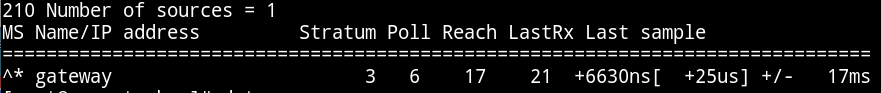 210 Number of sources = 1
MS Name/IP address         Stratum Poll Reach LastRx Last sample
===============================================================================
^* gateway                       3   6    17    21  +6630ns[  +25us] +/-   17ms